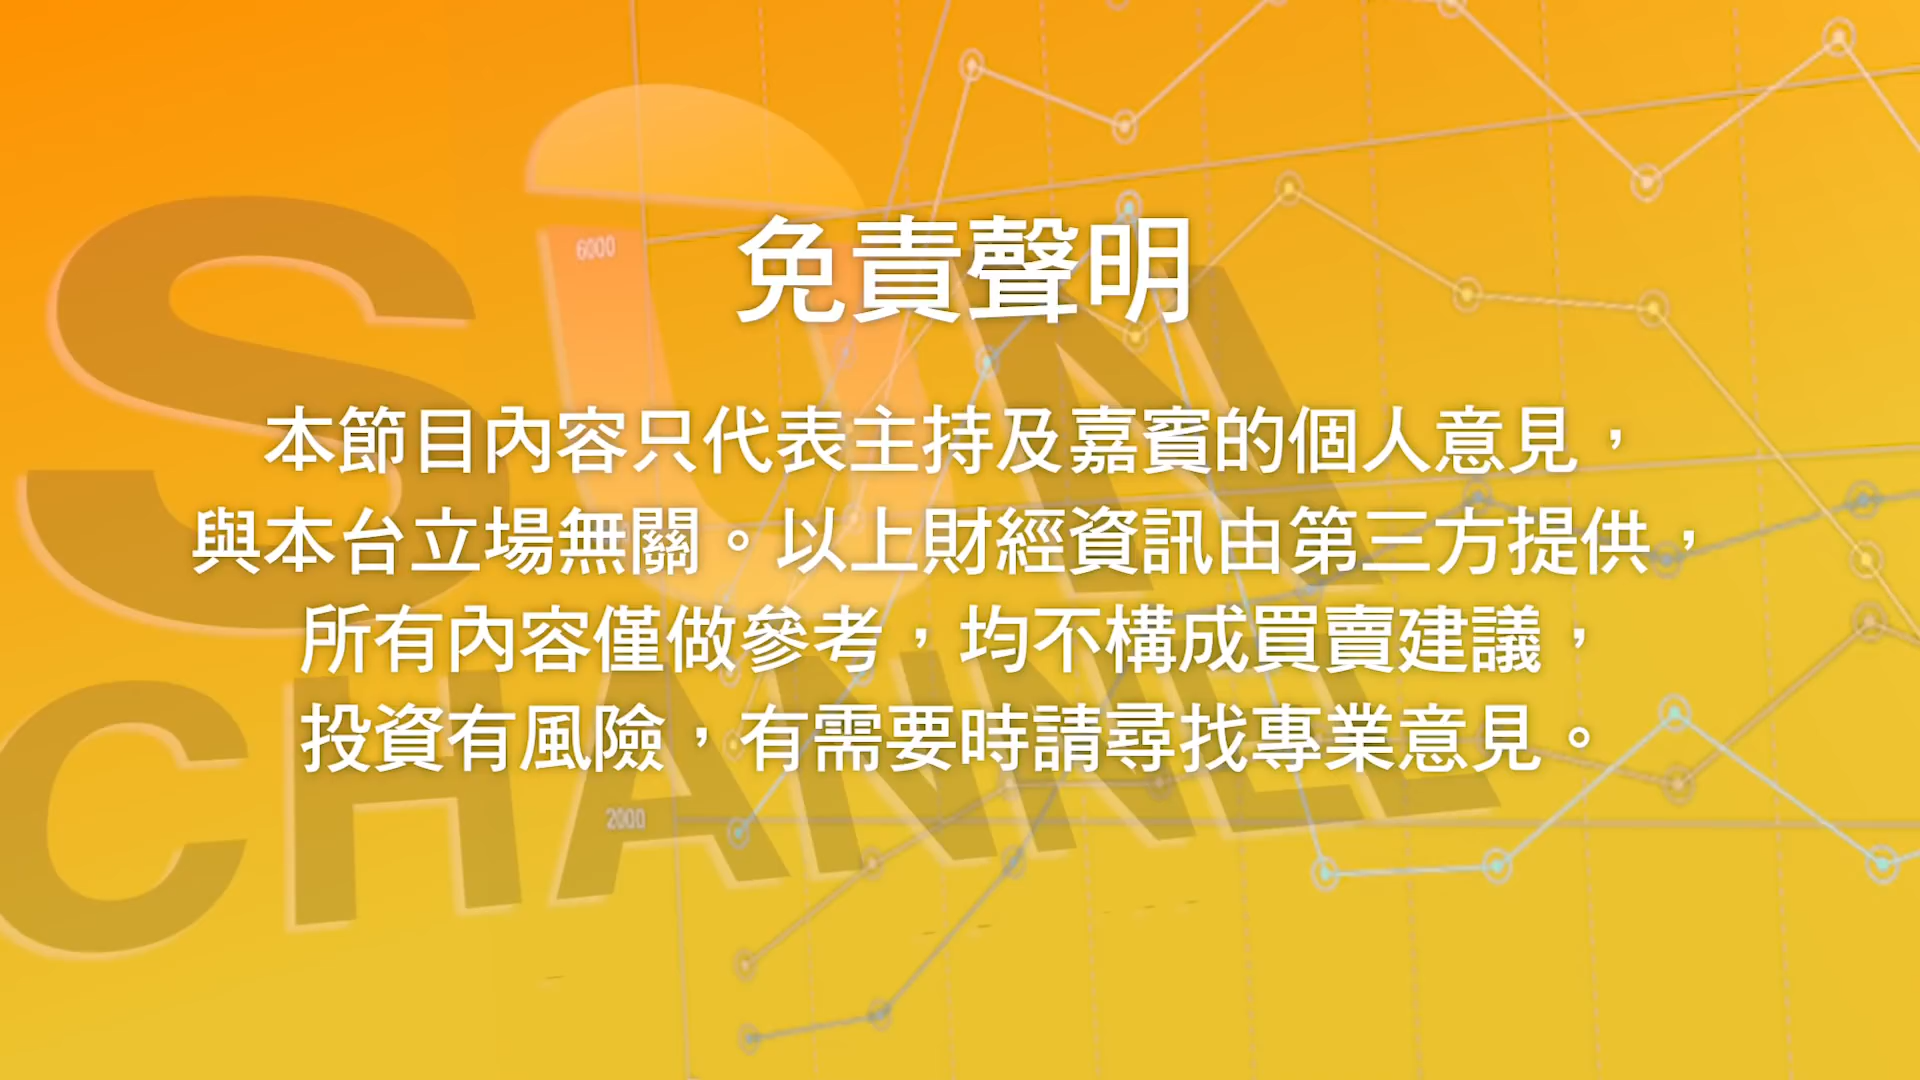 免責聲明
本節目內容只代表主持及嘉賓的個人意見，
與本台立場無關。以上財經資訊由第三方提供，
所有內容僅做參考，均不構成買賣建議，
投資有風險，有需要時請尋找專業意見。
SUN
CHANNEL
6000
2000